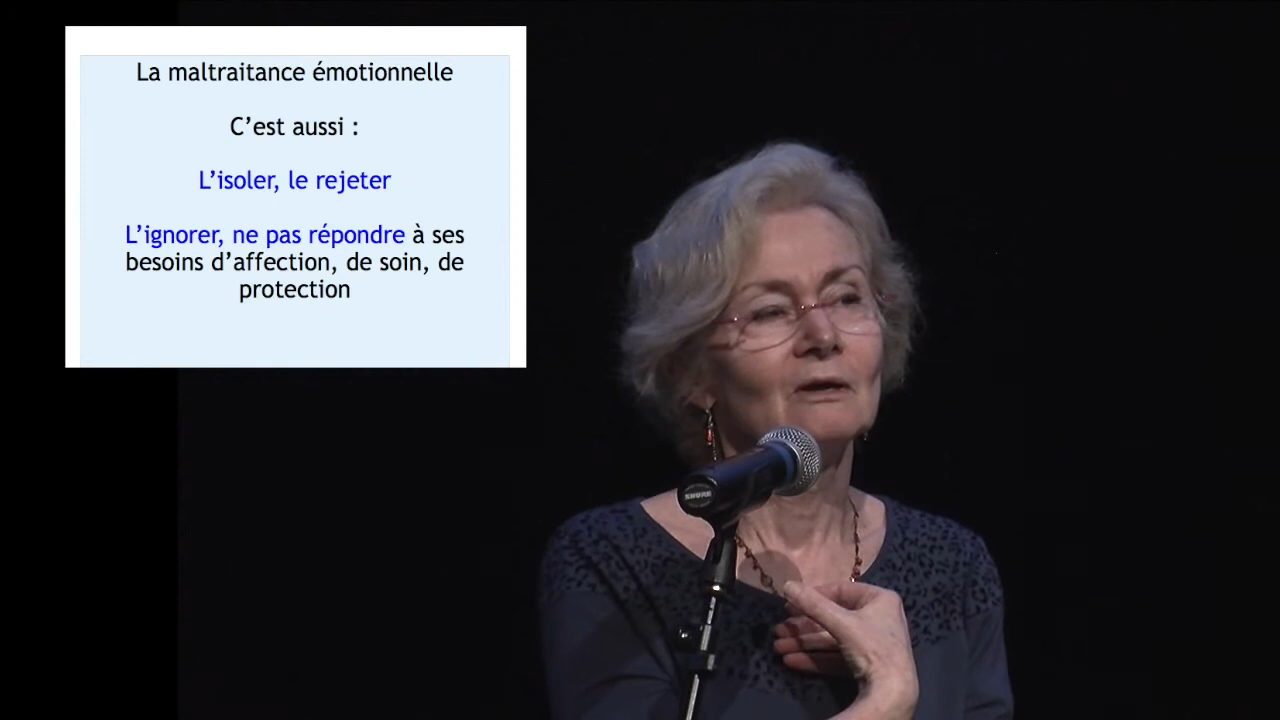 La maltraitance émotionnelle
C’est aussi :
L’isoler, le rejeter
L’ignorer, ne pas répondre à ses
besoins d’affection, de soin, de
protection
SHURE